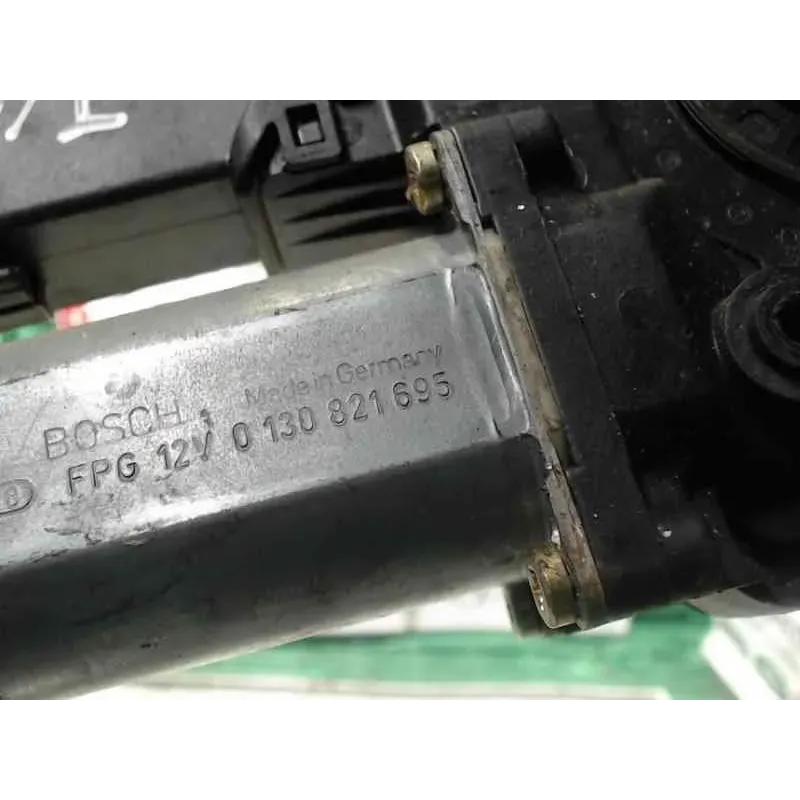 Made in Germany
BOSCH
FPG 12V 0 130 821 695